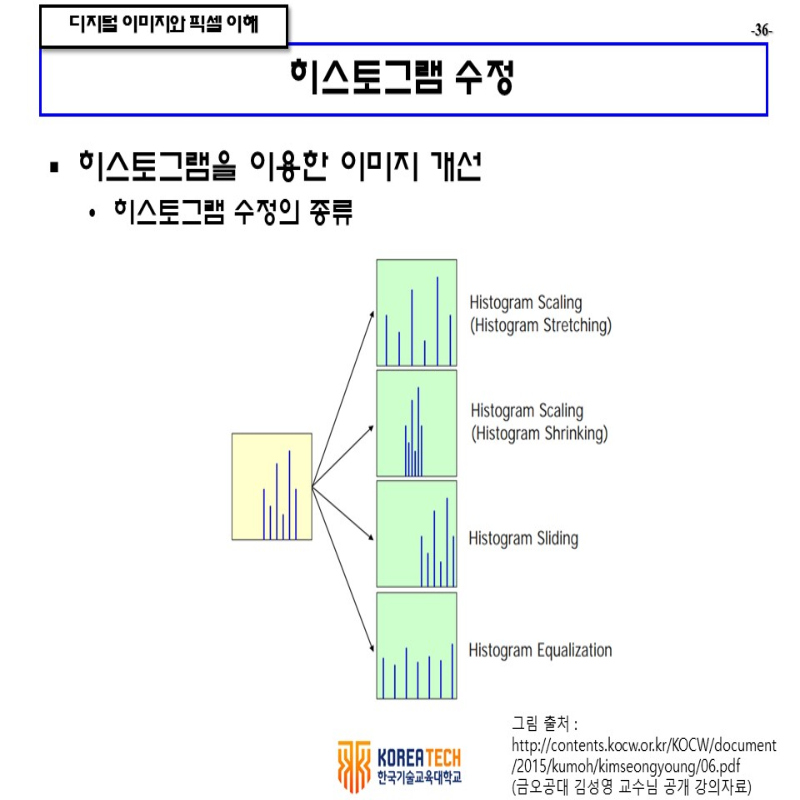 디지털 이미지와 픽셀 이해
-36-
히스토그램 수정
▪ 히스토그램을 이용한 이미지 개선
• 히스토그램 수정의 종류
Histogram Scaling
(Histogram Stretching)
Histogram Scaling
(Histogram Shrinking)
Histogram Sliding
Histogram Equalization
그림 출처 :
http://contents.kocw.or.kr/KOCW/document
/2015/kumoh/kimseongyoung/06.pdf
(금오공대 김성영 교수님 공개 강의자료)
KOREATECH
한국기술교육대학교